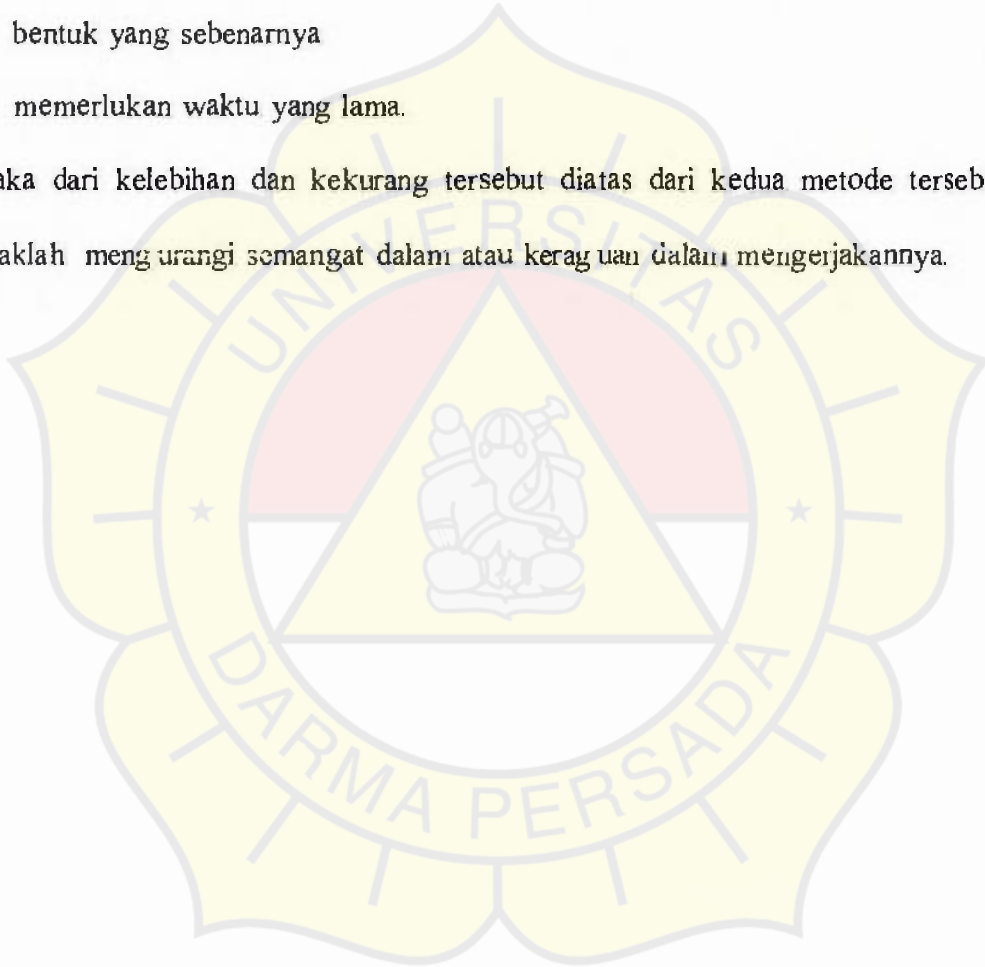 bentuk yang sebenarnya
memerlukan waktu yang lama.
aka dari kelebihan dan kekurang tersebut diatas dari kedua metode terseb
aklah mengurangi semangat dalam atau keraguan dalam mengerjakannya.
UNIVERSITAS
DARMA PERSADA